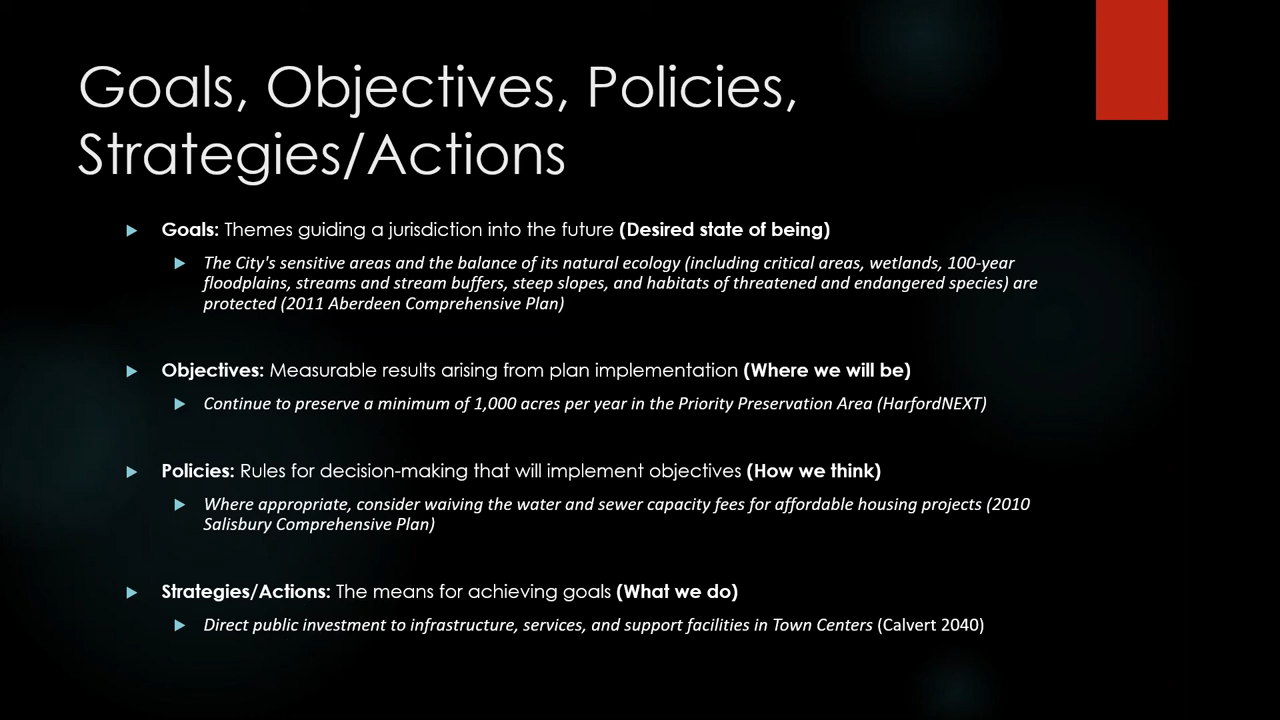 Goals, Objectives, Policies,
Strategies/Actions
Goals: Themes guiding a jurisdiction into the future (Desired state of being)
The City's sensitive areas and the balance of its natural ecology (including critical areas, wetlands, 100-year
floodplains, streams and stream buffers, steep slopes, and habitats of threatened and endangered species) are
protected (2011 Aberdeen Comprehensive Plan)
Objectives: Measurable results arising from plan implementation (Where we will be)
Continue to preserve a minimum of 1,000 acres per year in the Priority Preservation Area (HarfordNEXT)
Policies: Rules for decision-making that will implement objectives (How we think)
Where appropriate, consider waiving the water and sewer capacity fees for affordable housing projects (2010
Salisbury Comprehensive Plan)
Strategies/Actions: The means for achieving goals (What we do)
Direct public investment to infrastructure, services, and support facilities in Town Centers (Calvert 2040)